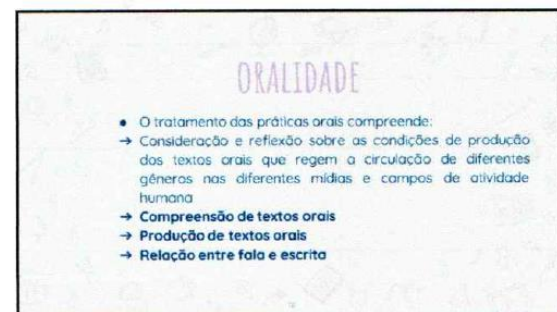 ORALIDADE
• O tratamento das práticas orais compreende:
→ Consideração e reflexão sobre as condições de produção
dos textos orais que regem a circulação de diferentes
gêneros nas diferentes mídias e campos de atividade
humana
→ Compreensão de textos orais
→ Produção de textos orais
→ Relação entre fala e escrita